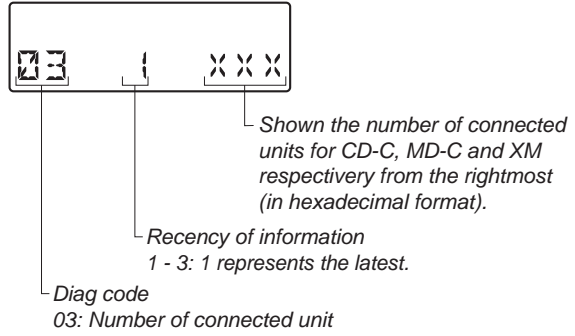 03 1 XXX
Shown the number of connected
units for CD-C, MD-C and XM
respectivery from the rightmost
(in hexadecimal format).
Recency of information
1 - 3: 1 represents the latest.
Diag code
03: Number of connected unit